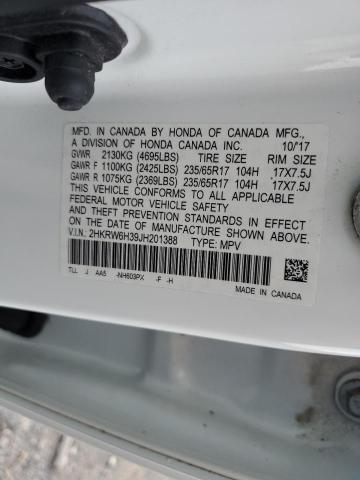 MFD. IN CANADA BY HONDA OF CANADA MFG.,
A DIVISION OF HONDA CANADA INC. 10/17
GVWR 2130KG (4695LBS) TIRE SIZE RIM SIZE
GAWR F 1100KG (2425LBS) 235/65R17 104H 17X7.5J
GAWR R 1075KG (2369LBS) 235/65R17 104H 17X7.5J
THIS VEHICLE CONFORMS TO ALL APPLICABLE
FEDERAL MOTOR VEHICLE SAFETY
AND THEFT PREVENTION STANDARDS IN EFFECT
ON THE DATE OF MANUFACTURE SHOWN ABOVE.
V.I.N.: 2HKRW6H39JH201388 TYPE: MPV
TLL J AA5 -NH603PX -F -H
MADE IN CANADA